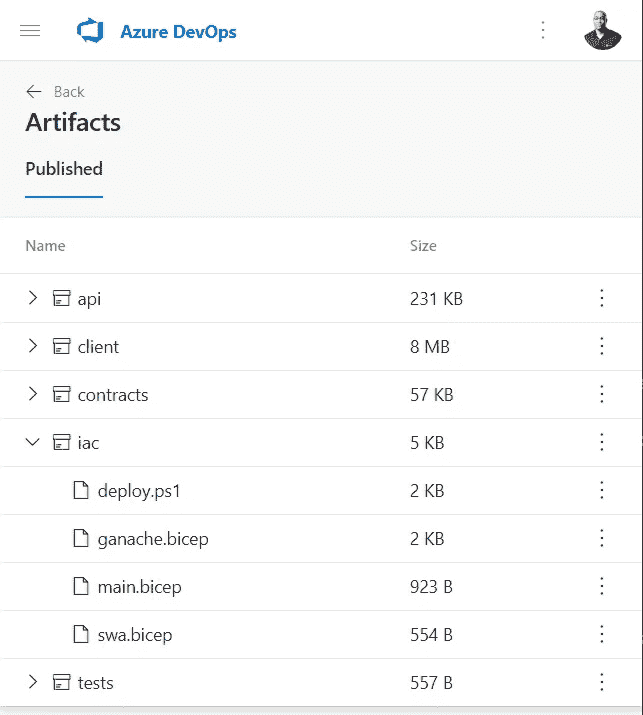 Azure DevOps
Back
Artifacts
Published
Name Size
api 231 KB
client 8 MB
contracts 57 KB
iac 5 KB
deploy.ps1 2 KB
ganache.bicep 2 KB
main.bicep 923 B
swa.bicep 554 B
tests 557 B